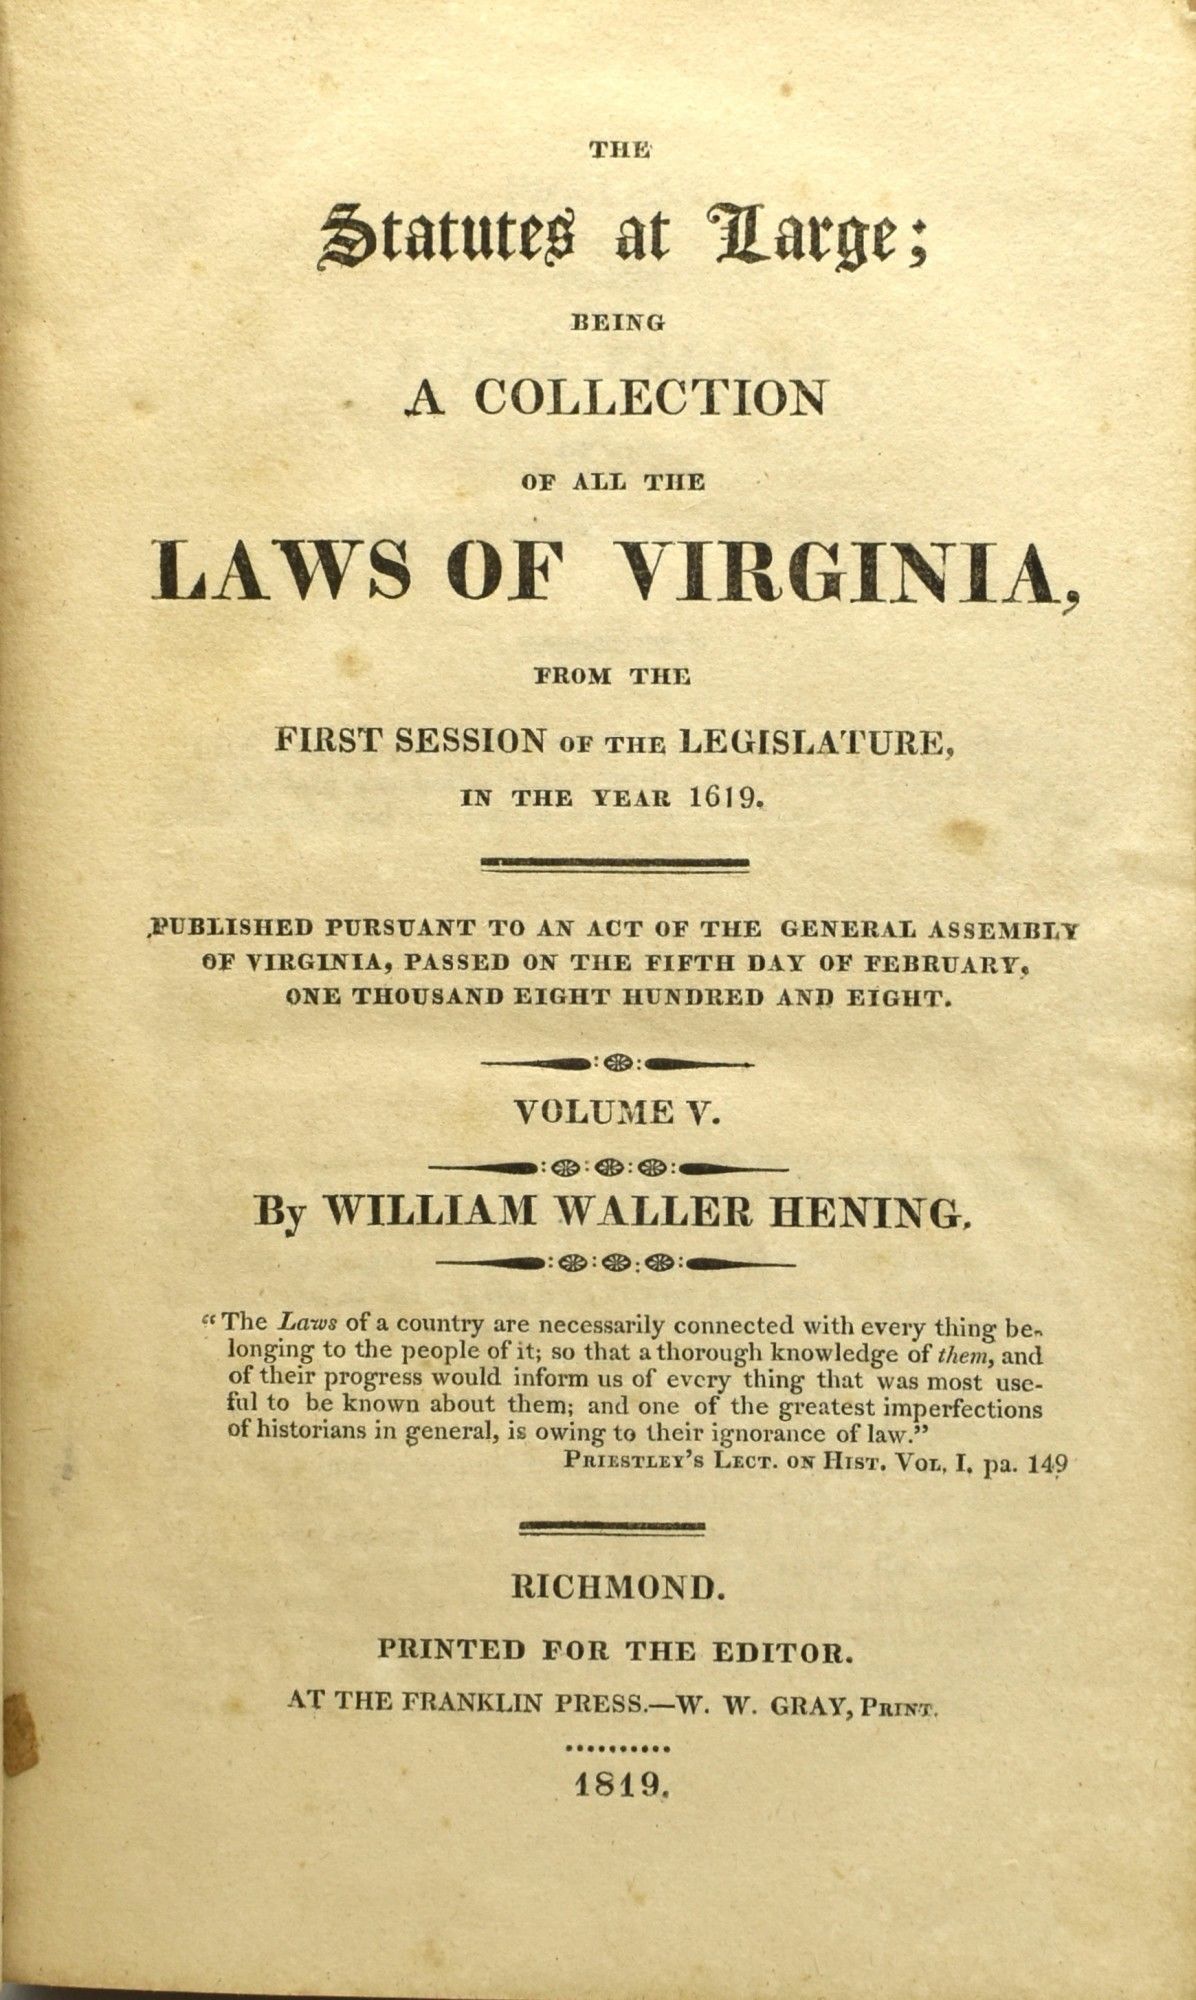 THE
Statutes at Large;
BEING
A COLLECTION
OF ALL THE
LAWS OF VIRGINIA,
FROM THE
FIRST SESSION OF THE LEGISLATURE,
IN THE YEAR 1619.
PUBLISHED PURSUANT TO AN ACT OF THE GENERAL ASSEMBLY
OF VIRGINIA, PASSED ON THE FIFTH DAY OF FEBRUARY,
ONE THOUSAND EIGHT HUNDRED AND EIGHT.
VOLUME V.
By WILLIAM WALLER HENING.
“The Laws of a country are necessarily connected with every thing be-
longing to the people of it; so that a thorough knowledge of them, and
of their progress would inform us of every thing that was most use-
ful to be known about them; and one of the greatest imperfections
of historians in general, is owing to their ignorance of law.”
PRIESTLEY'S LECT. ON HIST. VOL, I. pa. 149
RICHMOND.
PRINTED FOR THE EDITOR.
AT THE FRANKLIN PRESS.—W. W. GRAY, PRINT.
1819.